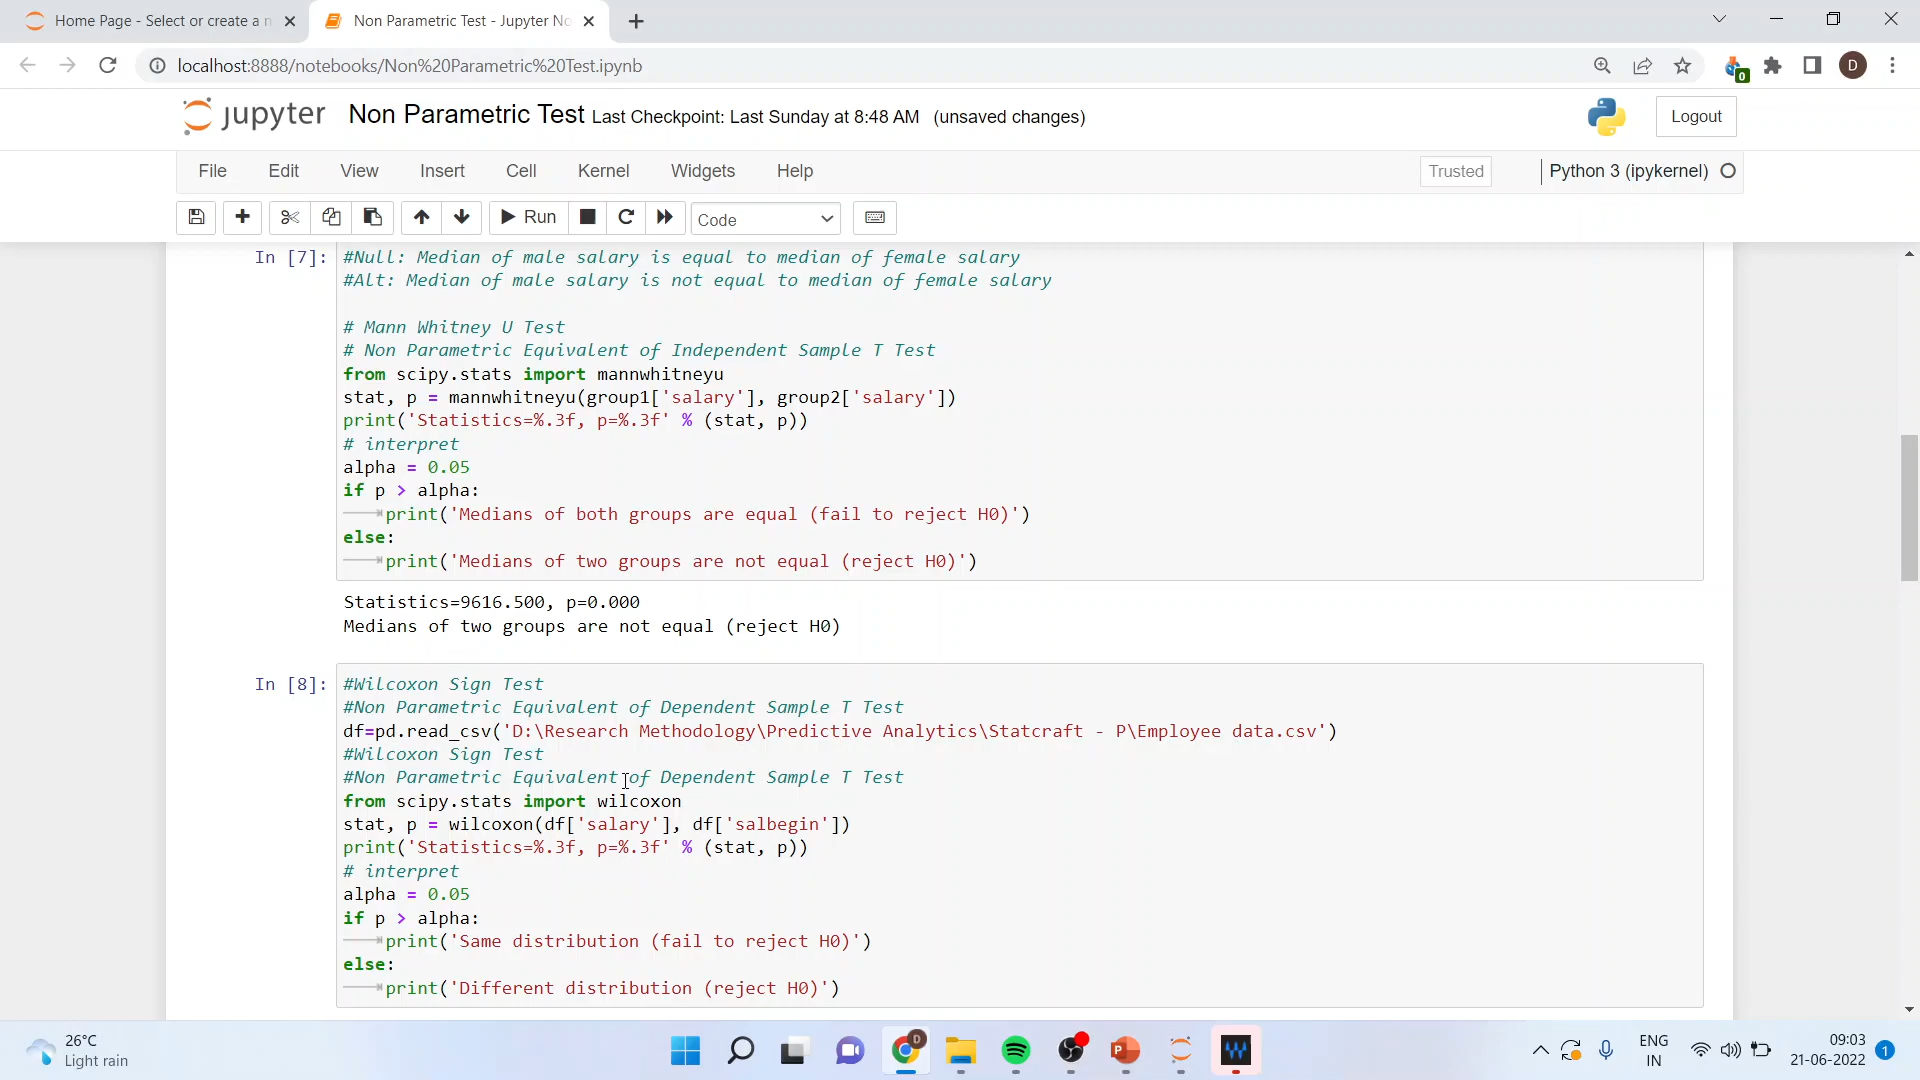 Home Page - Select or create a n
Non Parametric Test - Jupyter No
localhost:8888/notebooks/Non%20Parametric%20Test.ipynb
0
D
jupyter Non Parametric Test Last Checkpoint: Last Sunday at 8:48 AM (unsaved changes)
Logout
File Edit View Insert Cell Kernel Widgets Help
Trusted
Python 3 (ipykernel)
Run
Code
In [7]:
#Null: Median of male salary is equal to median of female salary
#Alt: Median of male salary is not equal to median of female salary
# Mann Whitney U Test
# Non Parametric Equivalent of Independent Sample T Test
from scipy.stats import mannwhitneyu
stat, p = mannwhitneyu(group1['salary'], group2['salary'])
print('Statistics=%.3f, p=%.3f' % (stat, p))
# interpret
alpha = 0.05
if p > alpha:
print('Medians of both groups are equal (fail to reject H0)')
else:
print('Medians of two groups are not equal (reject H0)')
Statistics=9616.500, p=0.000
Medians of two groups are not equal (reject H0)
In [8]:
#Wilcoxon Sign Test
#Non Parametric Equivalent of Dependent Sample T Test
df=pd.read_csv('D:\Research Methodology\Predictive Analytics\Statcraft - P\Employee data.csv')
#Wilcoxon Sign Test
#Non Parametric Equivalent of Dependent Sample T Test
from scipy.stats import wilcoxon
stat, p = wilcoxon(df['salary'], df['salbegin'])
print('Statistics=%.3f, p=%.3f' % (stat, p))
# interpret
alpha = 0.05
if p > alpha:
print('Same distribution (fail to reject H0)')
else:
print('Different distribution (reject H0)')
26°C
Light rain
D
P
W
ENG
IN
09:03
21-06-2022
1